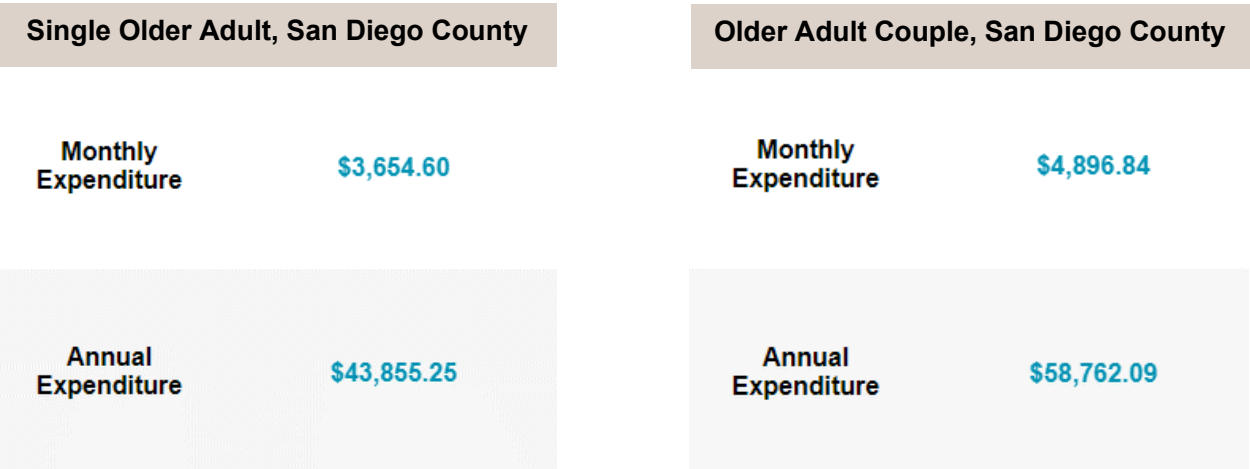 Single Older Adult, San Diego County
Monthly
Expenditure
$3,654.60
Annual
Expenditure
$43,855.25
Older Adult Couple, San Diego County
Monthly
Expenditure
$4,896.84
Annual
Expenditure
$58,762.09